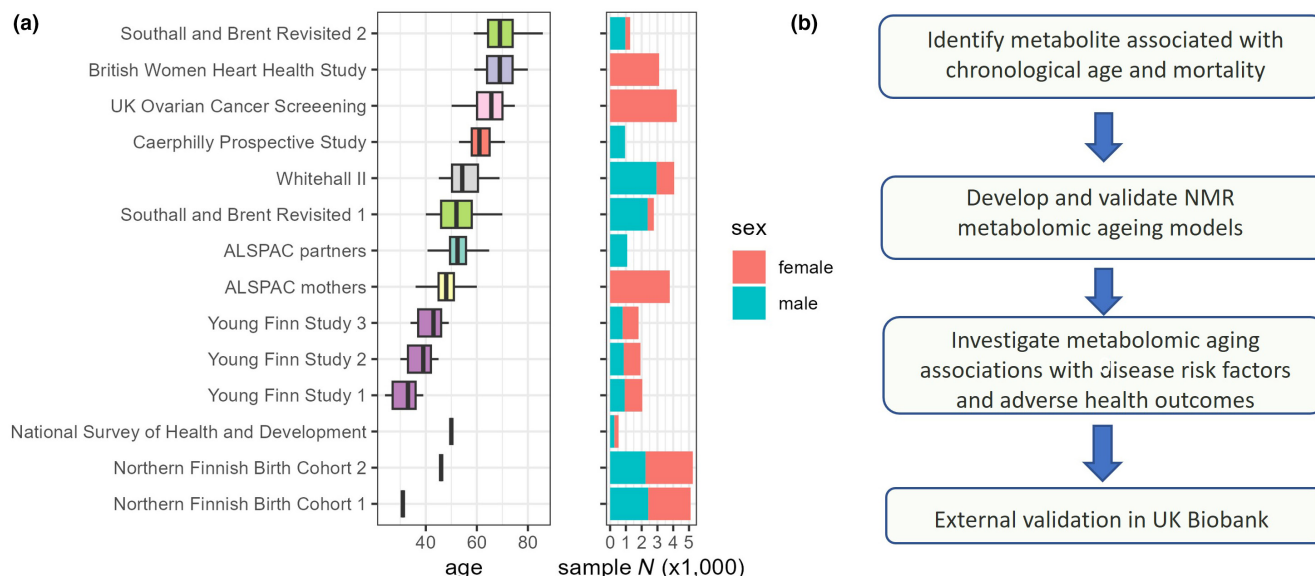 (a)
Southall and Brent Revisited 2
British Women Heart Health Study
UK Ovarian Cancer Screeening
Caerphilly Prospective Study
Whitehall II
Southall and Brent Revisited 1
ALSPAC partners
ALSPAC mothers
Young Finn Study 3
Young Finn Study 2
Young Finn Study 1
National Survey of Health and Development
Northern Finnish Birth Cohort 2
Northern Finnish Birth Cohort 1
40 60 80
age
0 1 2 3 4 5
sample N (x1,000)
sex
female
male
(b)
Identify metabolite associated with
chronological age and mortality
Develop and validate NMR
metabolomic ageing models
Investigate metabolomic aging
associations with disease risk factors
and adverse health outcomes
External validation in UK Biobank